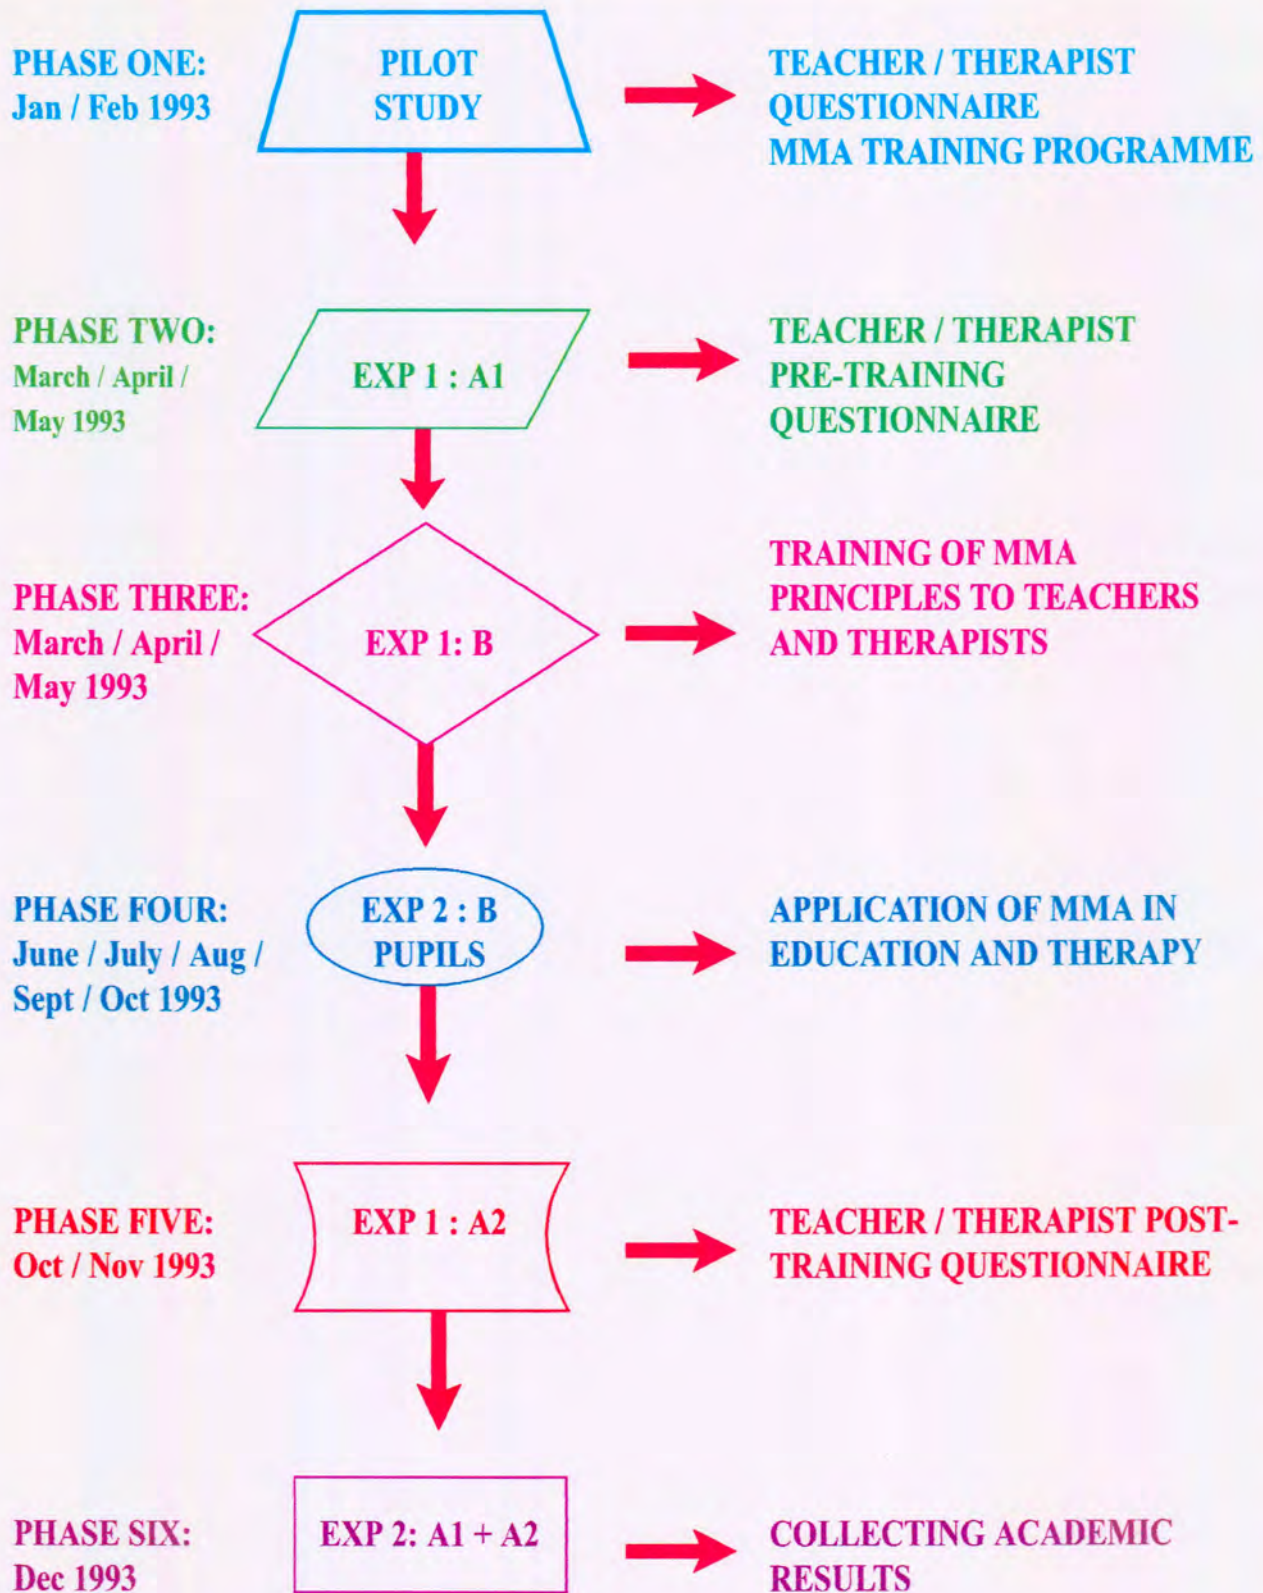 PHASE ONE:
Jan / Feb 1993
PILOT
STUDY
TEACHER / THERAPIST
QUESTIONNAIRE
MMA TRAINING PROGRAMME
PHASE TWO:
March / April /
May 1993
EXP 1 : A1
TEACHER / THERAPIST
PRE-TRAINING
QUESTIONNAIRE
PHASE THREE:
March / April /
May 1993
EXP 1: B
TRAINING OF MMA
PRINCIPLES TO TEACHERS
AND THERAPISTS
PHASE FOUR:
June / July / Aug /
Sept / Oct 1993
EXP 2 : B
PUPILS
APPLICATION OF MMA IN
EDUCATION AND THERAPY
PHASE FIVE:
Oct / Nov 1993
EXP 1 : A2
TEACHER / THERAPIST POST-
TRAINING QUESTIONNAIRE
PHASE SIX:
Dec 1993
EXP 2: A1 + A2
COLLECTING ACADEMIC
RESULTS